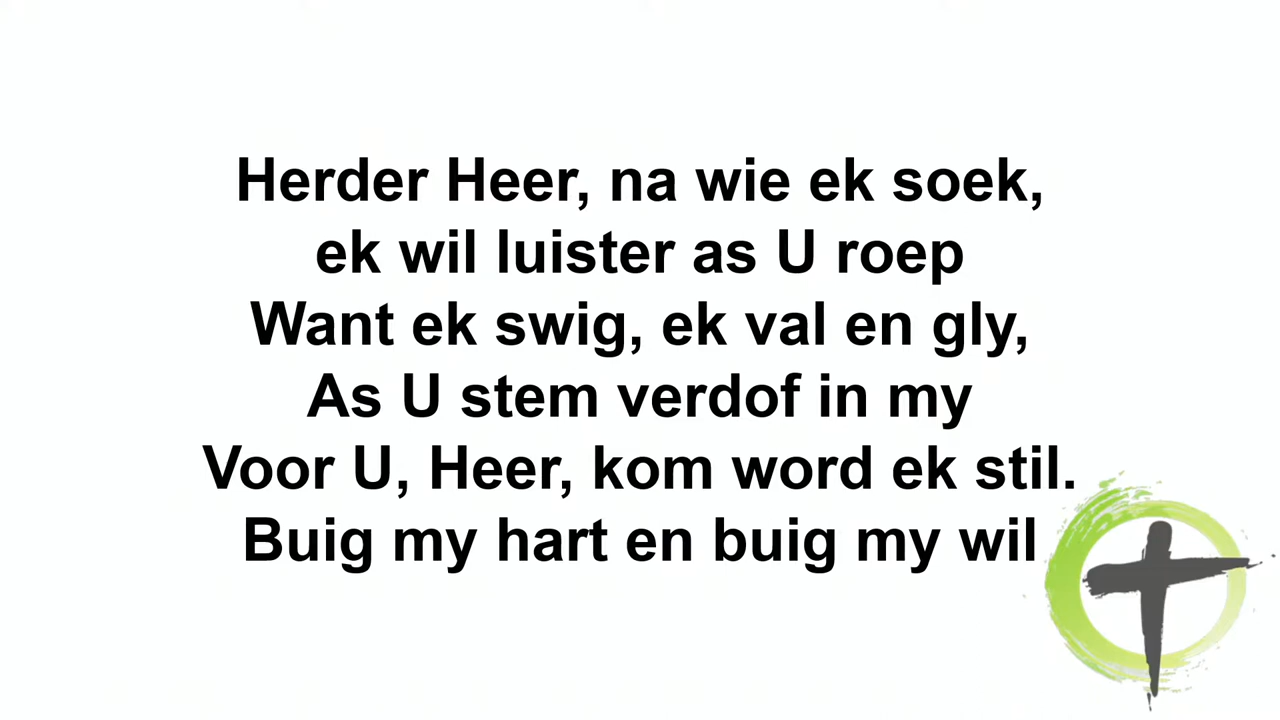 Herder Heer, na wie ek soek,
ek wil luister as U roep
Want ek swig, ek val en gly,
As U stem verdof in my
Voor U, Heer, kom word ek stil.
Buig my hart en buig my wil